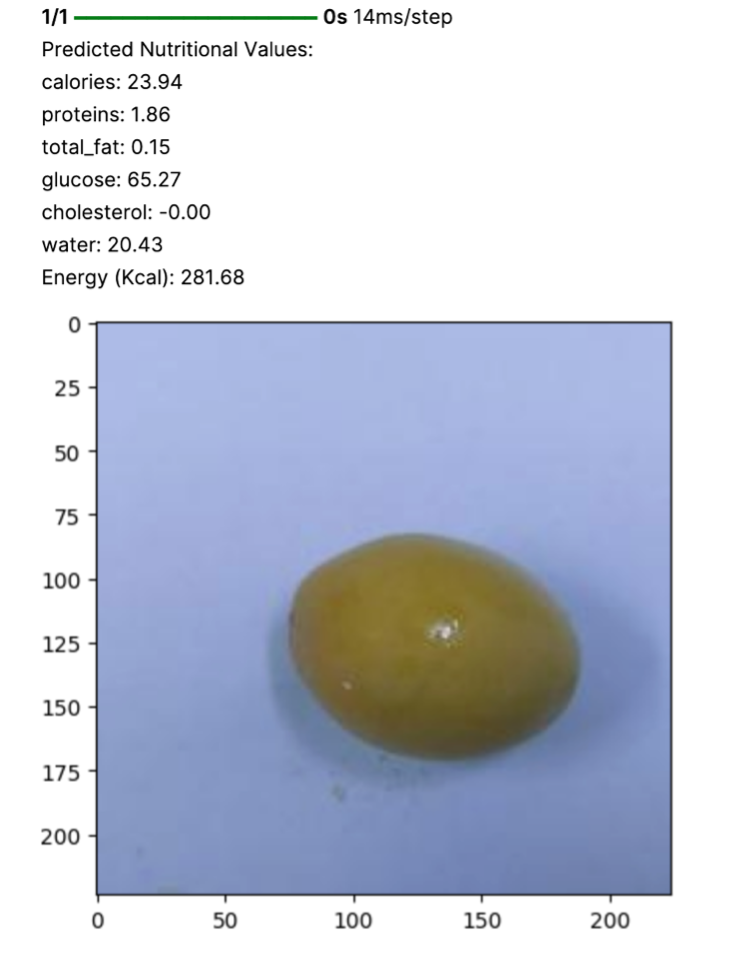 1/1 0s 14ms/step
Predicted Nutritional Values:
calories: 23.94
proteins: 1.86
total_fat: 0.15
glucose: 65.27
cholesterol: -0.00
water: 20.43
Energy (Kcal): 281.68
0
25
50
75
100
125
150
175
200
0 50 100 150 200